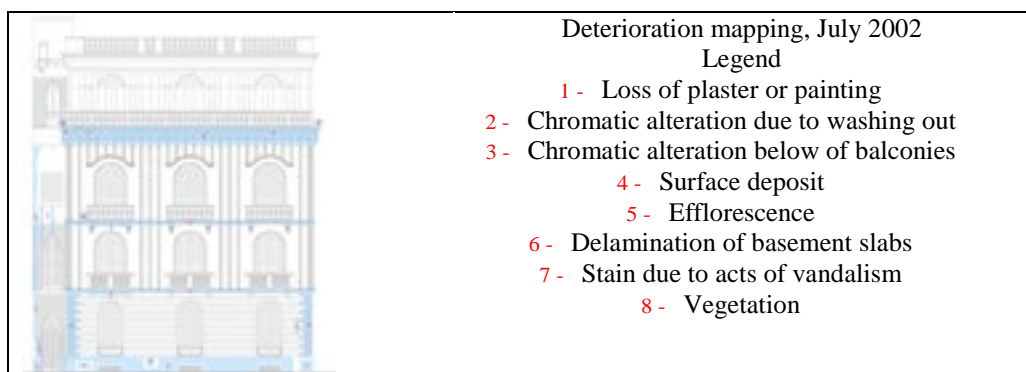 Deterioration mapping, July 2002
Legend
1 - Loss of plaster or painting
2 - Chromatic alteration due to washing out
3 - Chromatic alteration below of balconies
4 - Surface deposit
5 - Efflorescence
6 - Delamination of basement slabs
7 - Stain due to acts of vandalism
8 - Vegetation